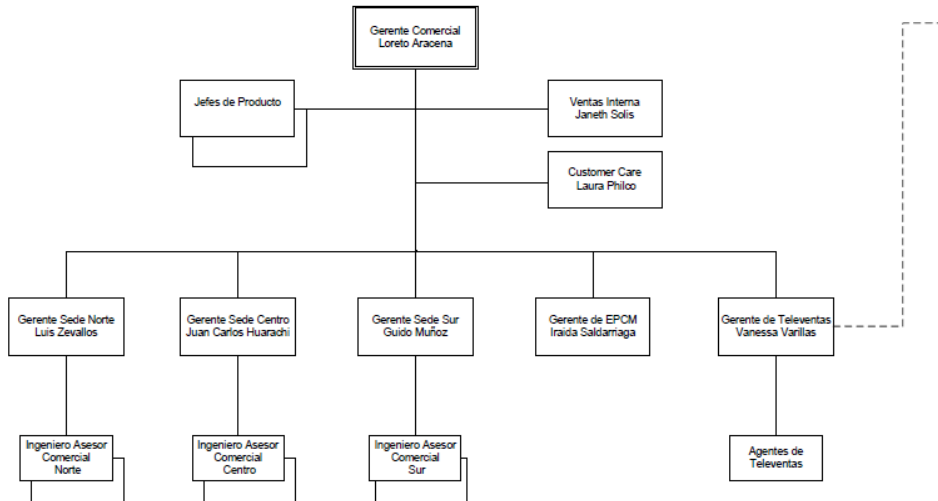 Gerente Comercial
Loreto Aracena
Jefes de Producto
Ventas Interna
Janeth Solis
Customer Care
Laura Philco
Gerente Sede Norte
Luis Zevallos
Gerente Sede Centro
Juan Carlos Huarachi
Gerente Sede Sur
Guido Muñoz
Gerente de EPCM
Iraida Saldarriaga
Gerente de Televentas
Vanessa Varillas
Ingeniero Asesor
Comercial
Norte
Ingeniero Asesor
Comercial
Centro
Ingeniero Asesor
Comercial
Sur
Agentes de
Televentas